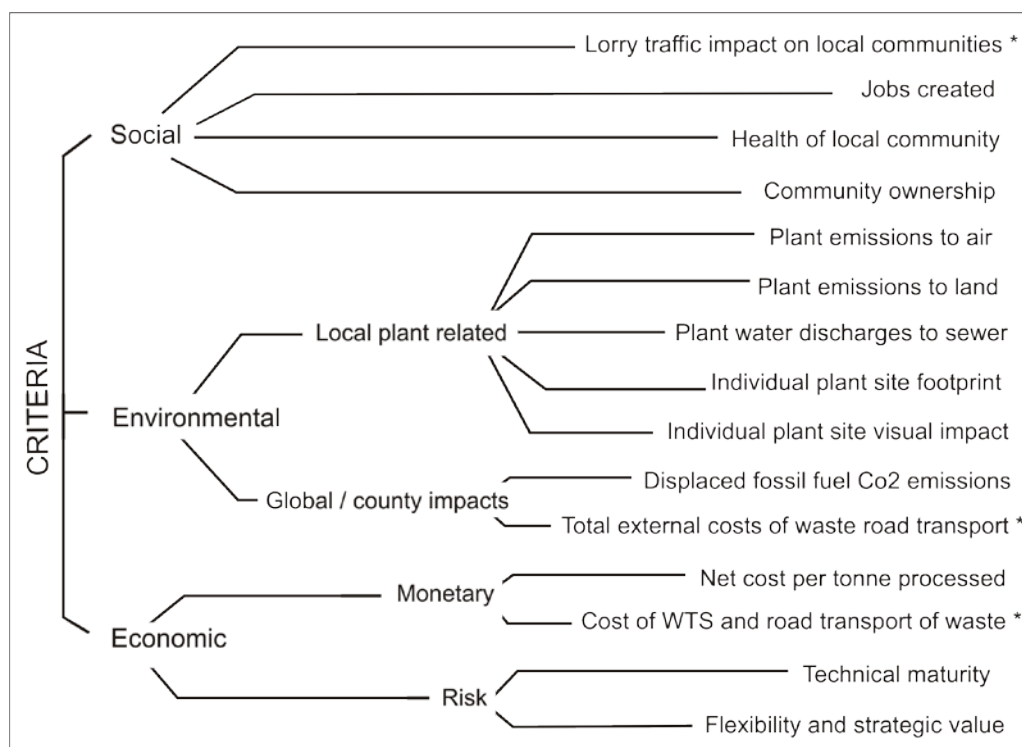 CRITERIA
Social
Lorry traffic impact on local communities *
Jobs created
Health of local community
Community ownership
Environmental
Local plant related
Plant emissions to air
Plant emissions to land
Plant water discharges to sewer
Individual plant site footprint
Individual plant site visual impact
Global / county impacts
Displaced fossil fuel Co2 emissions
Total external costs of waste road transport *
Economic
Monetary
Net cost per tonne processed
Cost of WTS and road transport of waste *
Risk
Technical maturity
Flexibility and strategic value